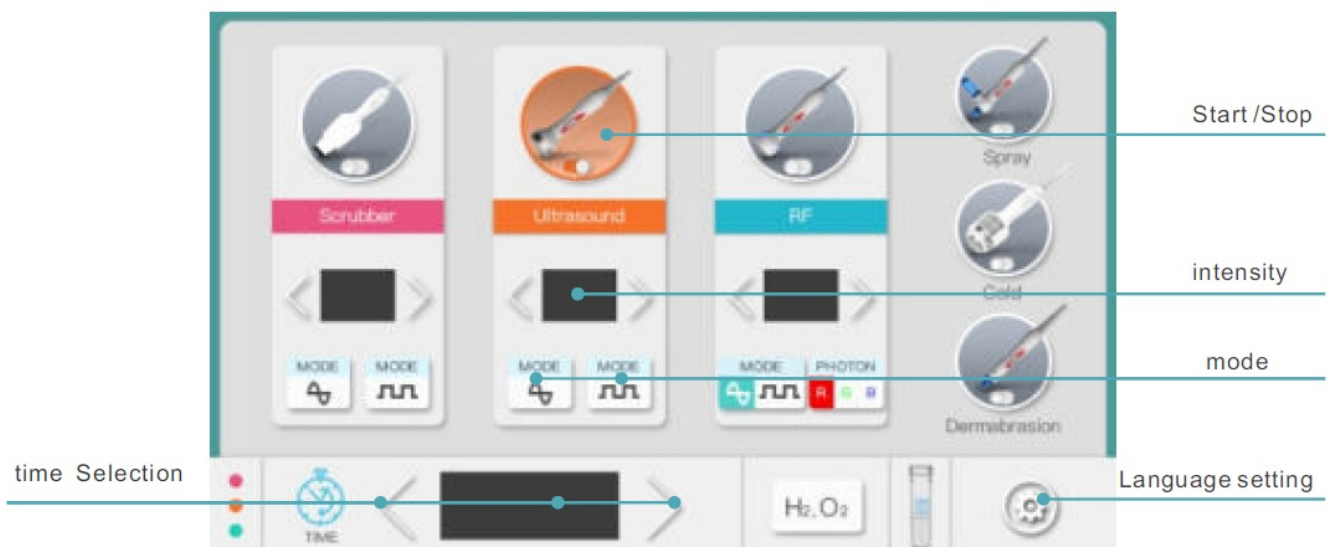 Start /Stop
Spray
Scrubber
Ultrasound
RF
intensity
Cold
MODE MODE
MODE MODE
MODE PHOTON
R G B
mode
Dermabrasion
time Selection
Language setting
TIME
H₂, O₂